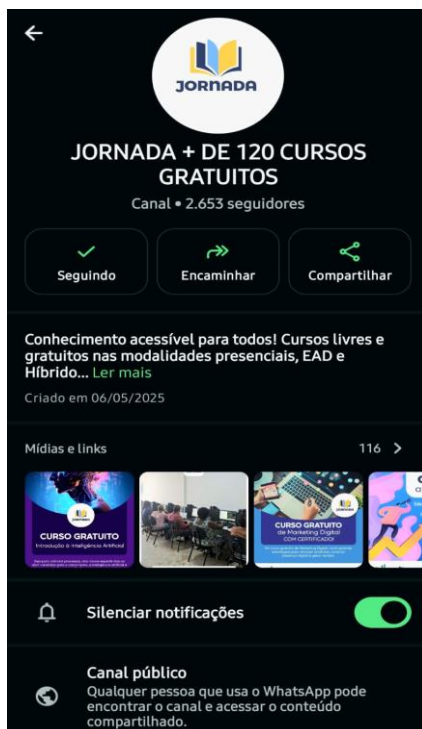 JORNADA
JORNADA + DE 120 CURSOS
GRATUITOS
Canal • 2.653 seguidores
Seguindo
Encaminhar
Compartilhar
Conhecimento acessível para todos! Cursos livres e
gratuitos nas modalidades presenciais, EAD e
Híbrido... Ler mais
Criado em 06/05/2025
Mídias e links
116 >
CURSO GRATUITO
Introdução à Inteligência Artificial
CURSO GRATUITO
de Marketing Digital
COM CERTIFICADO!
Silenciar notificações
Canal público
Qualquer pessoa que usa o WhatsApp pode
encontrar o canal e acessar o conteúdo
compartilhado.